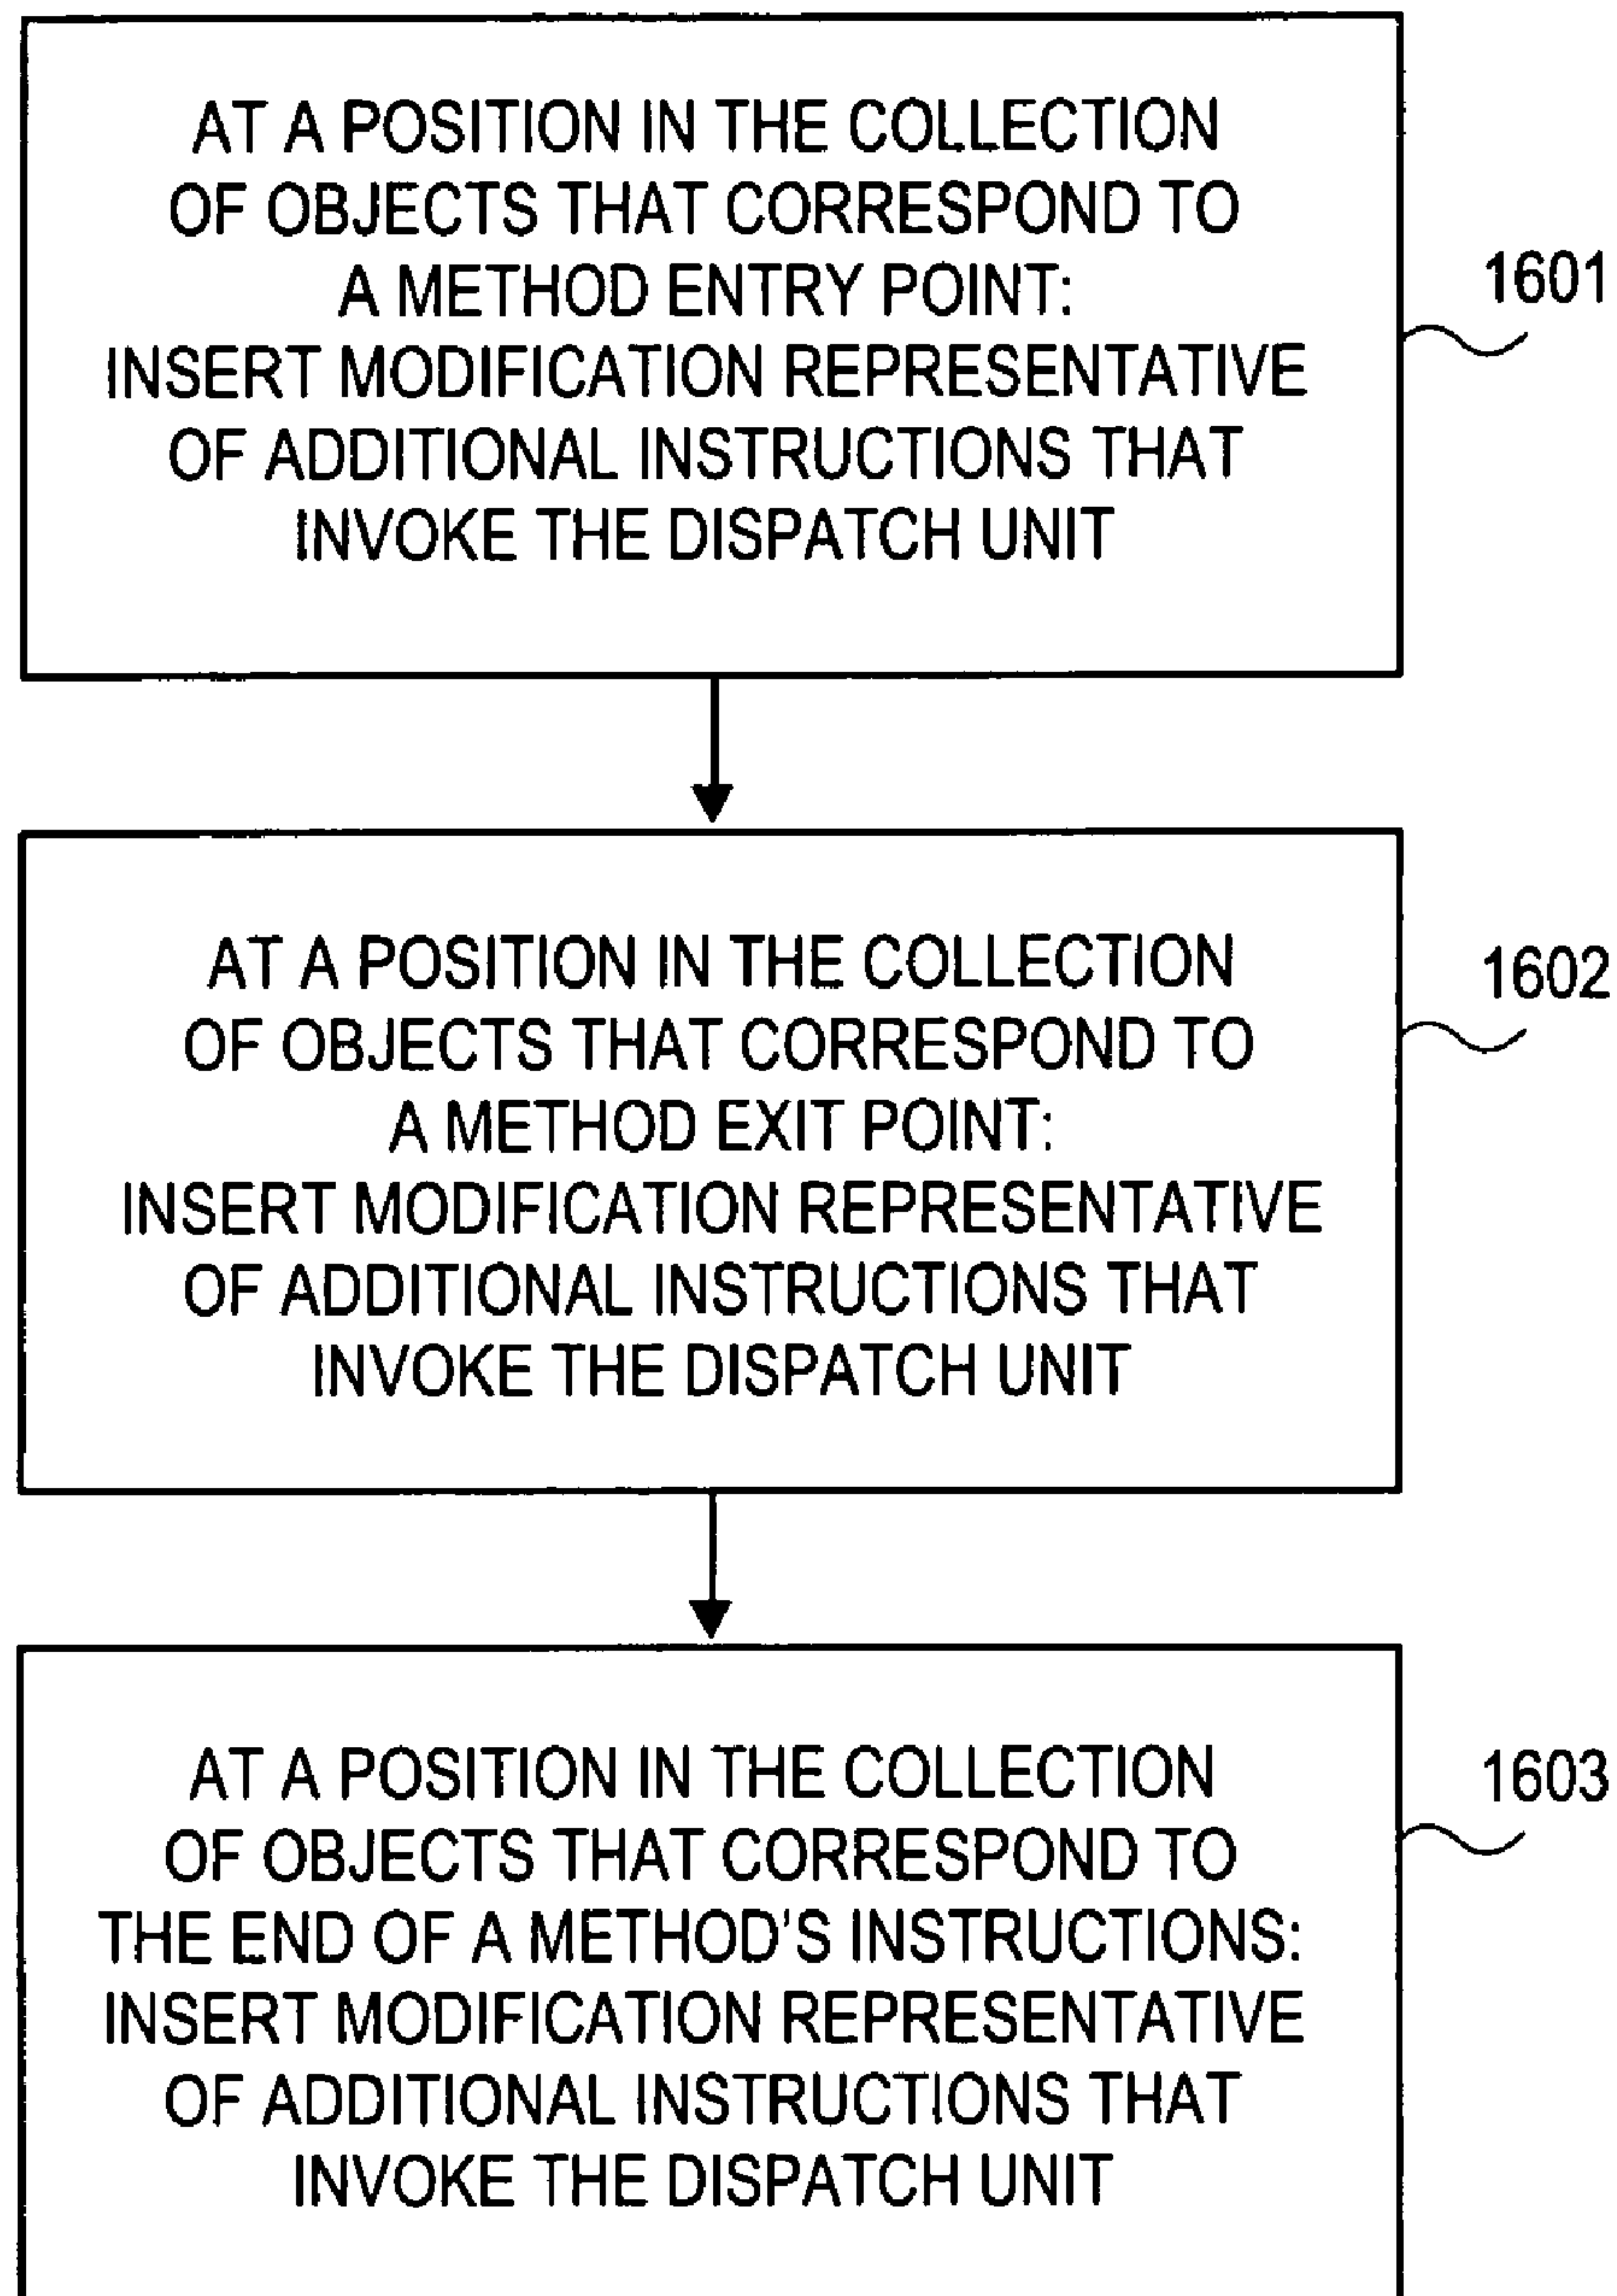 AT A POSITION IN THE COLLECTION
OF OBJECTS THAT CORRESPOND TO
A METHOD ENTRY POINT:
INSERT MODIFICATION REPRESENTATIVE
OF ADDITIONAL INSTRUCTIONS THAT
INVOKE THE DISPATCH UNIT
1601
AT A POSITION IN THE COLLECTION
OF OBJECTS THAT CORRESPOND TO
A METHOD EXIT POINT:
INSERT MODIFICATION REPRESENTATIVE
OF ADDITIONAL INSTRUCTIONS THAT
INVOKE THE DISPATCH UNIT
1602
AT A POSITION IN THE COLLECTION
OF OBJECTS THAT CORRESPOND TO
THE END OF A METHOD'S INSTRUCTIONS:
INSERT MODIFICATION REPRESENTATIVE
OF ADDITIONAL INSTRUCTIONS THAT
INVOKE THE DISPATCH UNIT
1603